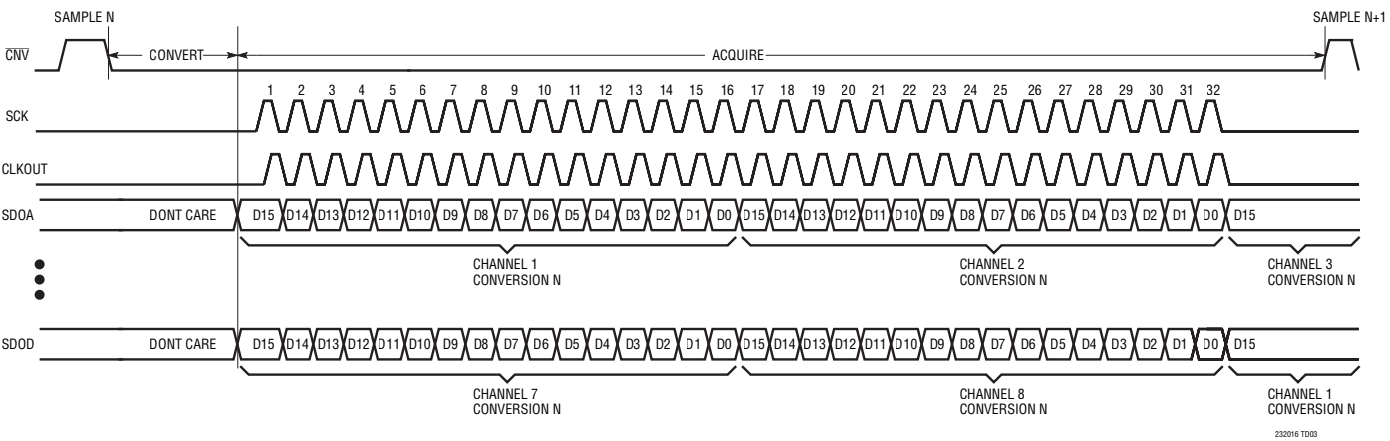 SAMPLE N SAMPLE N+1
CNV CONVERT ACQUIRE
1 2 3 4 5 6 7 8 9 10 11 12 13 14 15 16 17 18 19 20 21 22 23 24 25 26 27 28 29 30 31 32
SCK
CLKOUT
SDOA DONT CARE D15 D14 D13 D12 D11 D10 D9 D8 D7 D6 D5 D4 D3 D2 D1 D0 D15 D14 D13 D12 D11 D10 D9 D8 D7 D6 D5 D4 D3 D2 D1 D0 D15
CHANNEL 1 CHANNEL 2 CHANNEL 3
CONVERSION N CONVERSION N CONVERSION N
SDOD DONT CARE D15 D14 D13 D12 D11 D10 D9 D8 D7 D6 D5 D4 D3 D2 D1 D0 D15 D14 D13 D12 D11 D10 D9 D8 D7 D6 D5 D4 D3 D2 D1 D0 D15
CHANNEL 7 CHANNEL 8 CHANNEL 1
CONVERSION N CONVERSION N CONVERSION N
232016 TD03